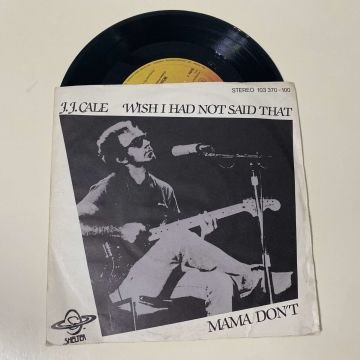 STEREO 103 370-100
J.J. CALE WISH I HAD NOT SAID THAT
MAMA DON'T
SHELTER